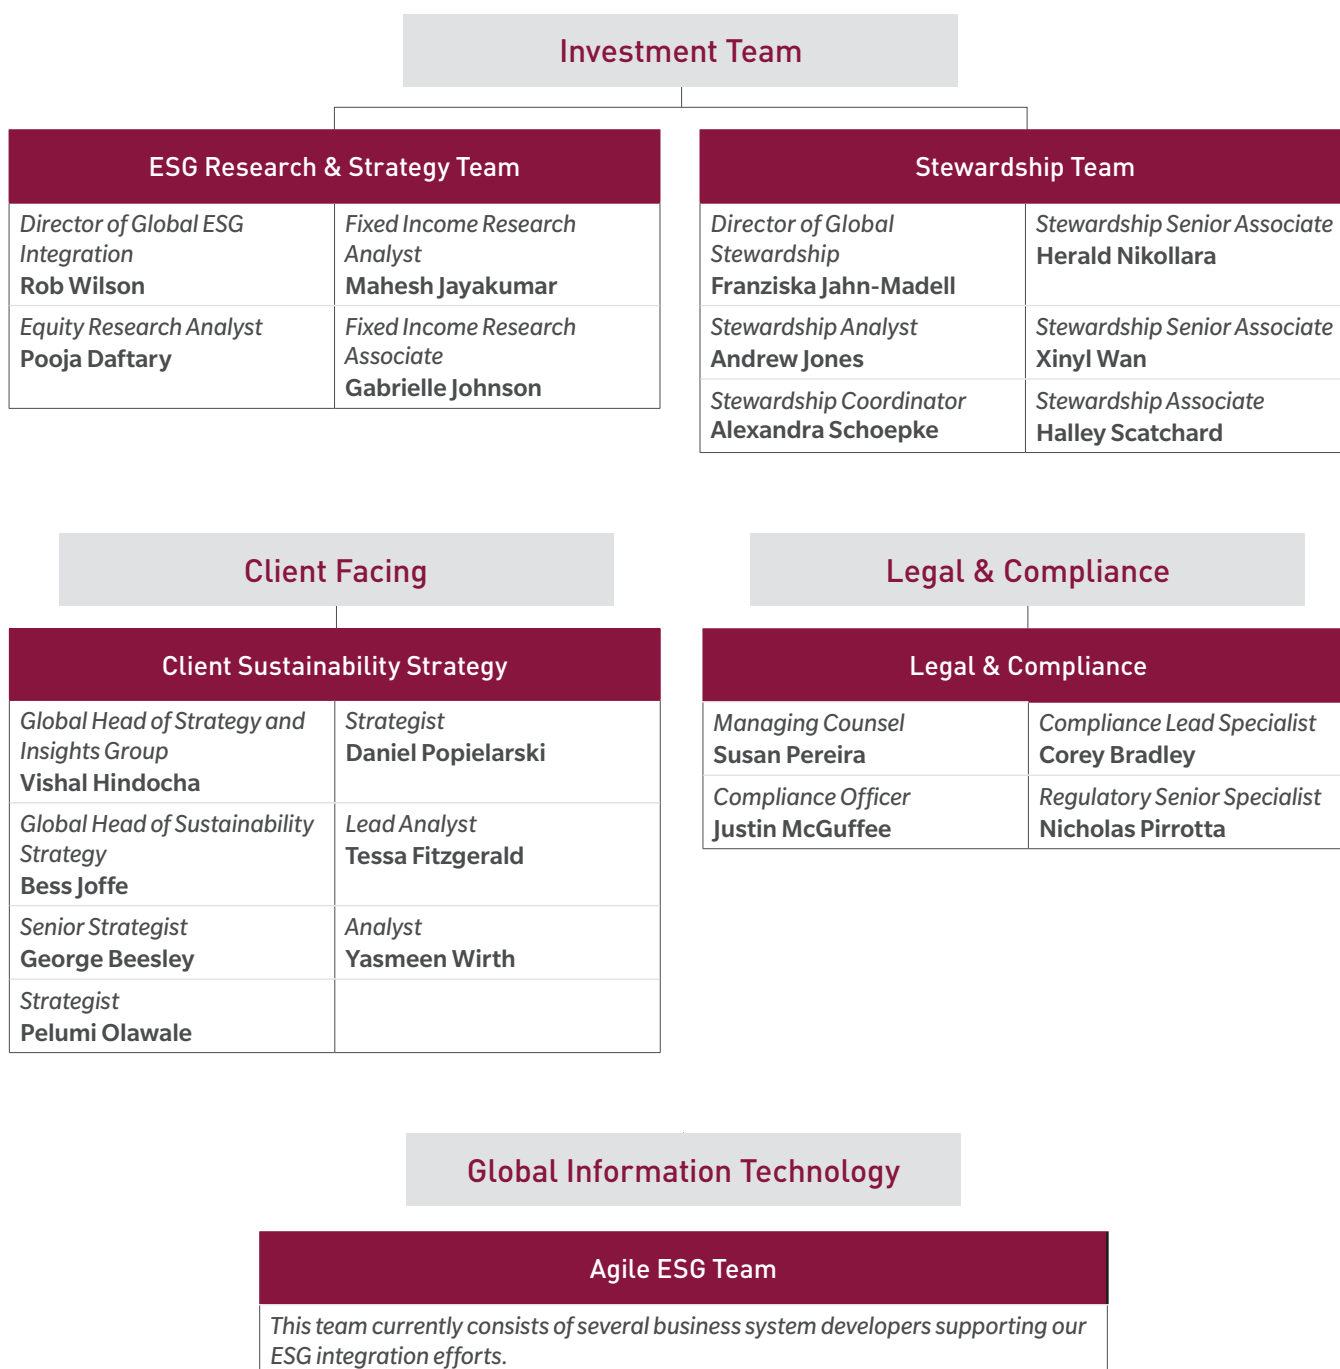 Investment Team
ESG Research & Strategy Team
Director of Global ESG
Integration
Rob Wilson
Fixed Income Research
Analyst
Mahesh Jayakumar
Equity Research Analyst
Pooja Daftary
Fixed Income Research
Associate
Gabrielle Johnson
Stewardship Team
Director of Global
Stewardship
Franziska Jahn-Madell
Stewardship Senior Associate
Herald Nikollara
Stewardship Analyst
Andrew Jones
Stewardship Senior Associate
Xinyl Wan
Stewardship Coordinator
Alexandra Schoepke
Stewardship Associate
Halley Scatchard
Client Facing
Client Sustainability Strategy
Global Head of Strategy and
Insights Group
Vishal Hindocha
Strategist
Daniel Popielarski
Global Head of Sustainability
Strategy
Bess Joffe
Lead Analyst
Tessa Fitzgerald
Senior Strategist
George Beesley
Analyst
Yasmeen Wirth
Strategist
Pelumi Olawale
Legal & Compliance
Legal & Compliance
Managing Counsel
Susan Pereira
Compliance Lead Specialist
Corey Bradley
Compliance Officer
Justin McGuffee
Regulatory Senior Specialist
Nicholas Pirrotta
Global Information Technology
Agile ESG Team
This team currently consists of several business system developers supporting our
ESG integration efforts.